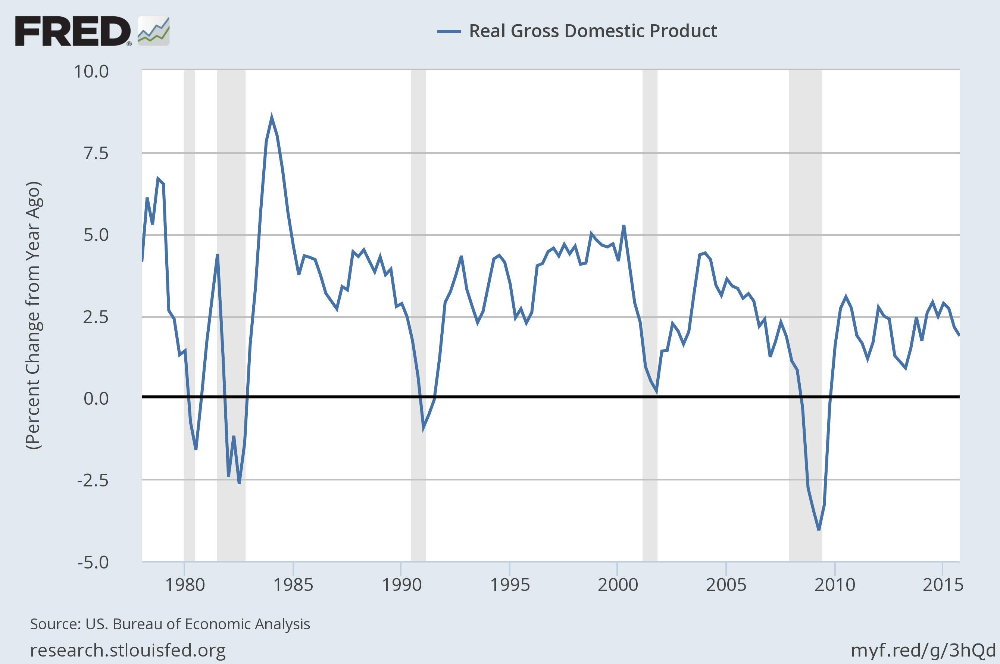 FRED®
Real Gross Domestic Product
10.0
7.5
5.0
2.5
0.0
-2.5
-5.0
(Percent Change from Year Ago)
1980 1985 1990 1995 2000 2005 2010 2015
Source: US. Bureau of Economic Analysis
research.stlouisfed.org
myf.red/g/3hQd